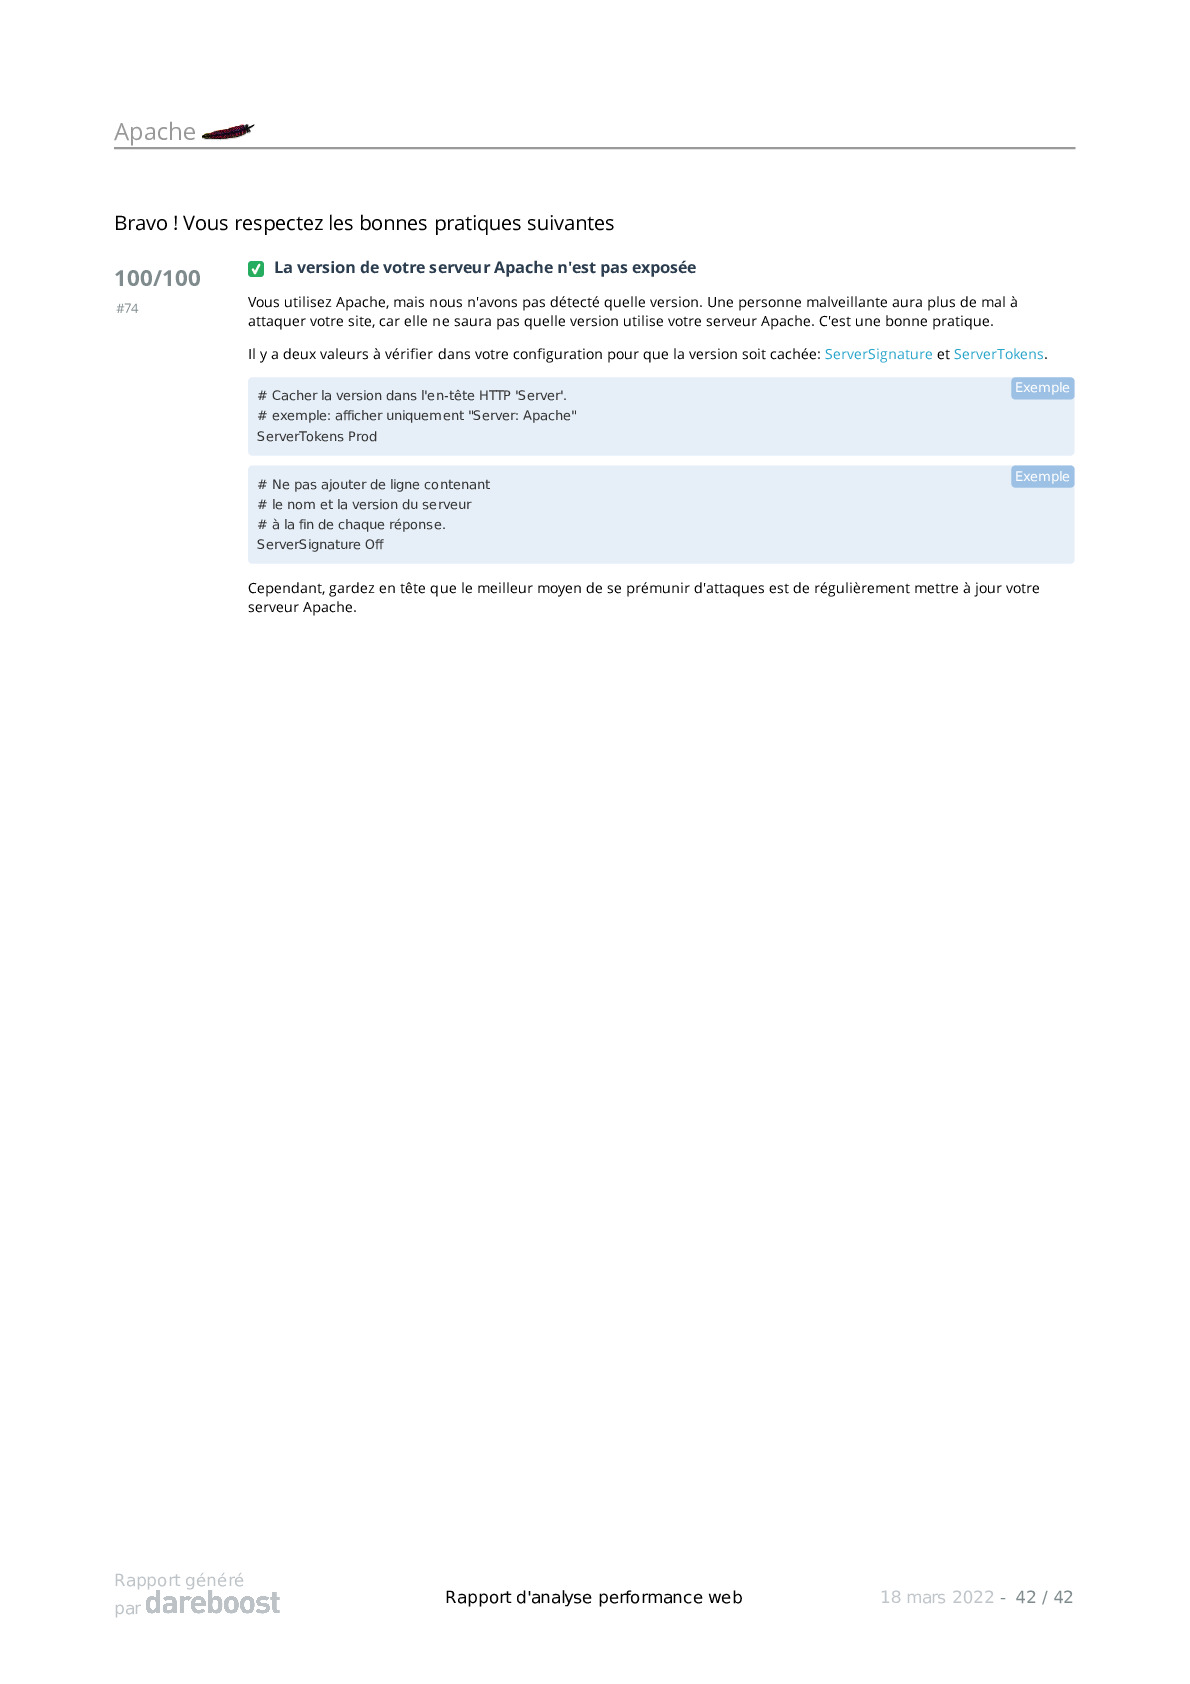 Apache
Bravo ! Vous respectez les bonnes pratiques suivantes
100/100
#74
La version de votre serveur Apache n'est pas exposée
Vous utilisez Apache, mais nous n'avons pas détecté quelle version. Une personne malveillante aura plus de mal à
attaquer votre site, car elle ne saura pas quelle version utilise votre serveur Apache. C'est une bonne pratique.
Il y a deux valeurs à vérifier dans votre configuration pour que la version soit cachée: ServerSignature et ServerTokens.
Exemple
# Cacher la version dans l'en-tête HTTP 'Server'.
# exemple: afficher uniquement "Server: Apache"
ServerTokens Prod
Exemple
# Ne pas ajouter de ligne contenant
# le nom et la version du serveur
# à la fin de chaque réponse.
ServerSignature Off
Cependant, gardez en tête que le meilleur moyen de se prémunir d'attaques est de régulièrement mettre à jour votre
serveur Apache.
Rapport généré
par dareboost
Rapport d'analyse performance web
18 mars 2022 - 42 / 42